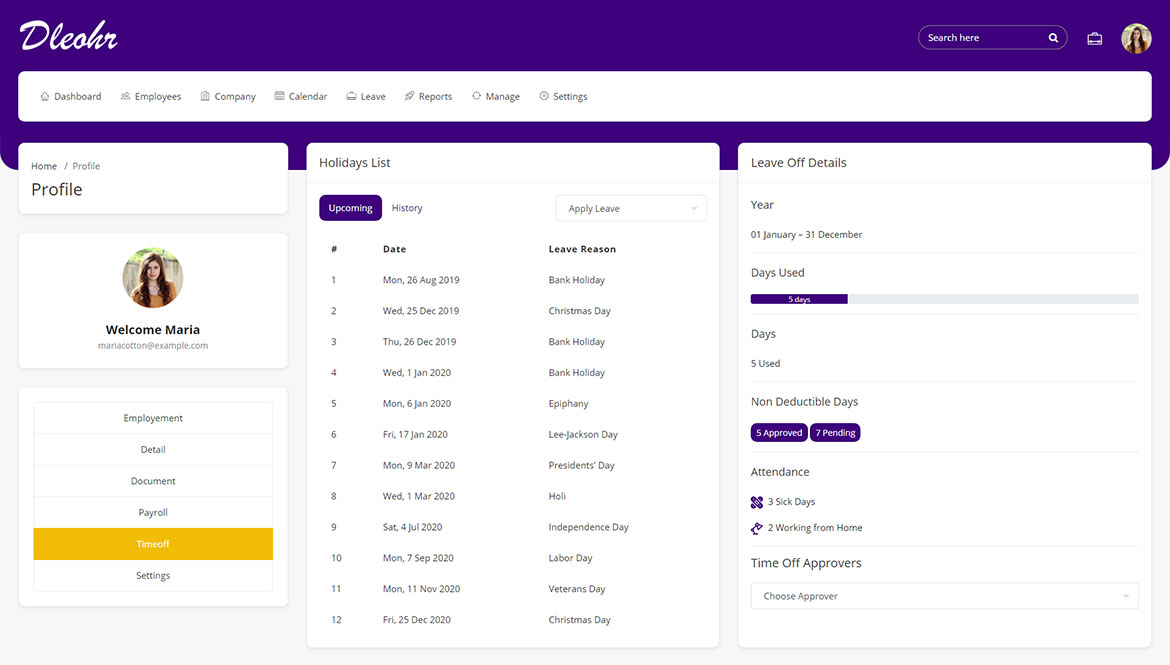 Dleohr
Search here
Dashboard Employees Company Calendar Leave Reports Manage Settings
Home / Profile
Profile
Welcome Maria
mariacotton@example.com
Employement
Detail
Document
Payroll
Timeoff
Settings
Holidays List
Upcoming History Apply Leave
# Date Leave Reason
1 Mon, 26 Aug 2019 Bank Holiday
2 Wed, 25 Dec 2019 Christmas Day
3 Thu, 26 Dec 2019 Bank Holiday
4 Wed, 1 Jan 2020 Bank Holiday
5 Mon, 6 Jan 2020 Epiphany
6 Fri, 17 Jan 2020 Lee-Jackson Day
7 Mon, 9 Mar 2020 Presidents' Day
8 Wed, 1 Mar 2020 Holi
9 Sat, 4 Jul 2020 Independence Day
10 Mon, 7 Sep 2020 Labor Day
11 Mon, 11 Nov 2020 Veterans Day
12 Fri, 25 Dec 2020 Christmas Day
Leave Off Details
Year
01 January – 31 December
Days Used
5 days
Days
5 Used
Non Deductible Days
5 Approved 7 Pending
Attendance
3 Sick Days
2 Working from Home
Time Off Approvers
Choose Approver